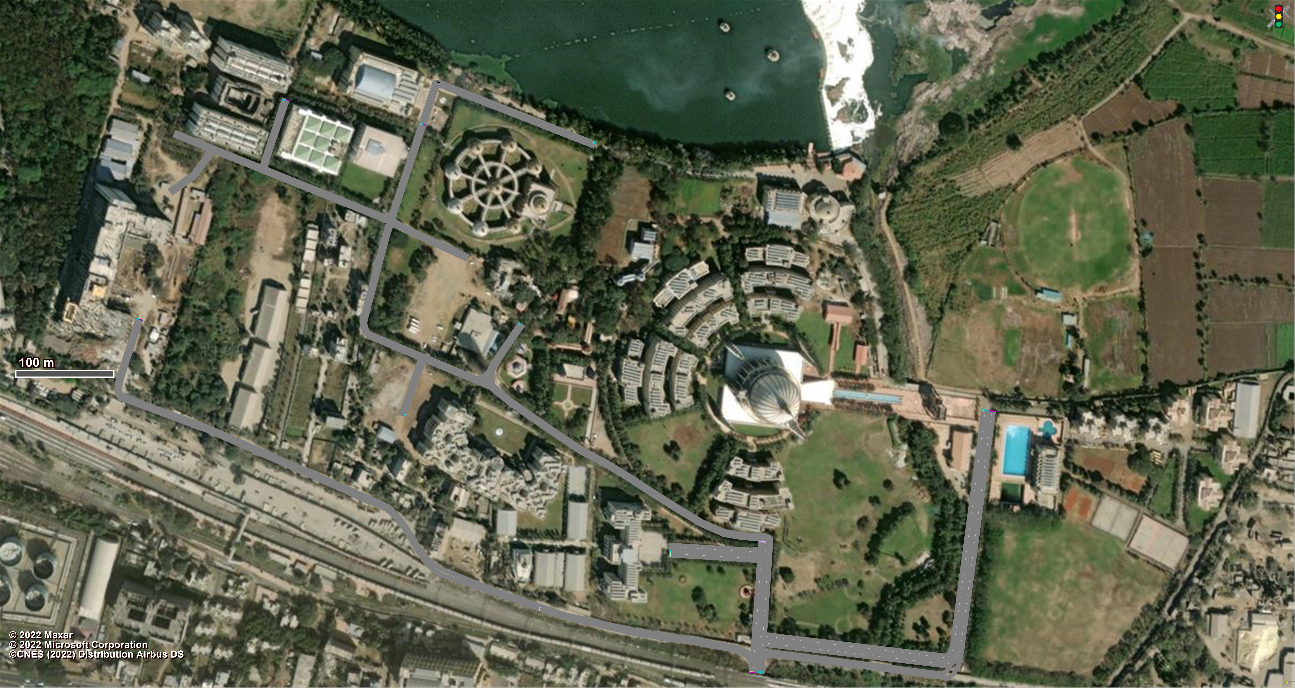 100 m
© 2022 Maxar
© 2022 Microsoft Corporation
©CNES (2022) Distribution Airbus DS